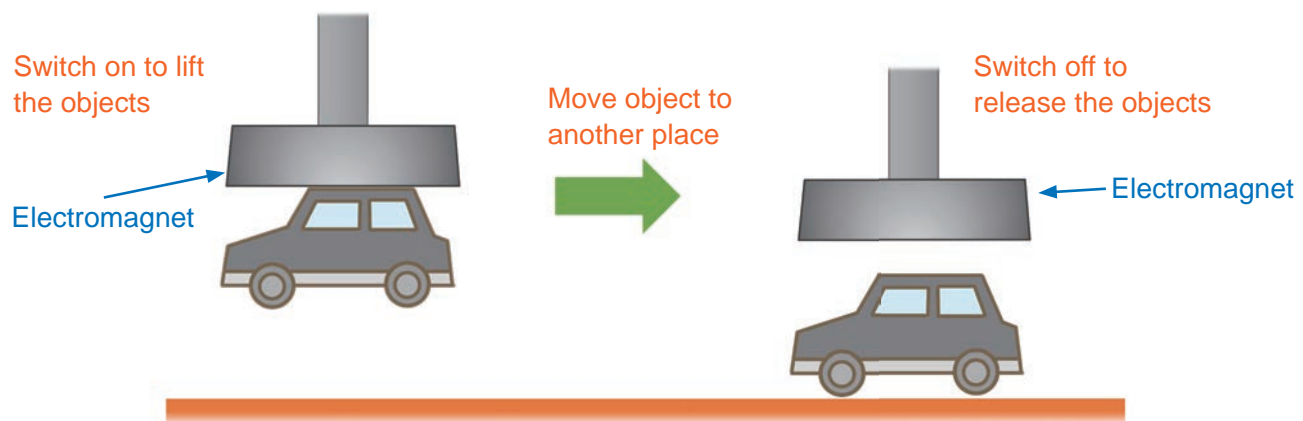 Switch on to lift
the objects
Electromagnet
Move object to
another place
Switch off to
release the objects
Electromagnet